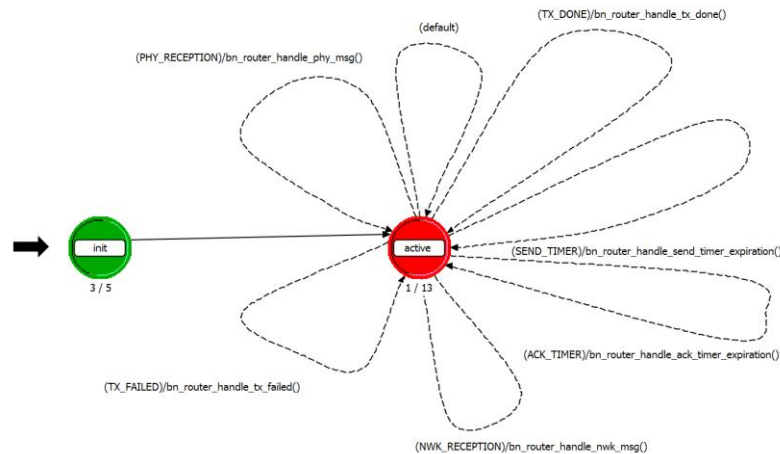 (TX_DONE)/bn_router_handle_tx_done()
(default)
(PHY_RECEPTION)/bn_router_handle_phy_msg()
init
active
(SEND_TIMER)/bn_router_handle_send_timer_expiration()
3 / 5
1 / 13
(ACK_TIMER)/bn_router_handle_ack_timer_expiration()
(TX_FAILED)/bn_router_handle_tx_failed()
(NWK_RECEPTION)/bn_router_handle_nwk_msg()